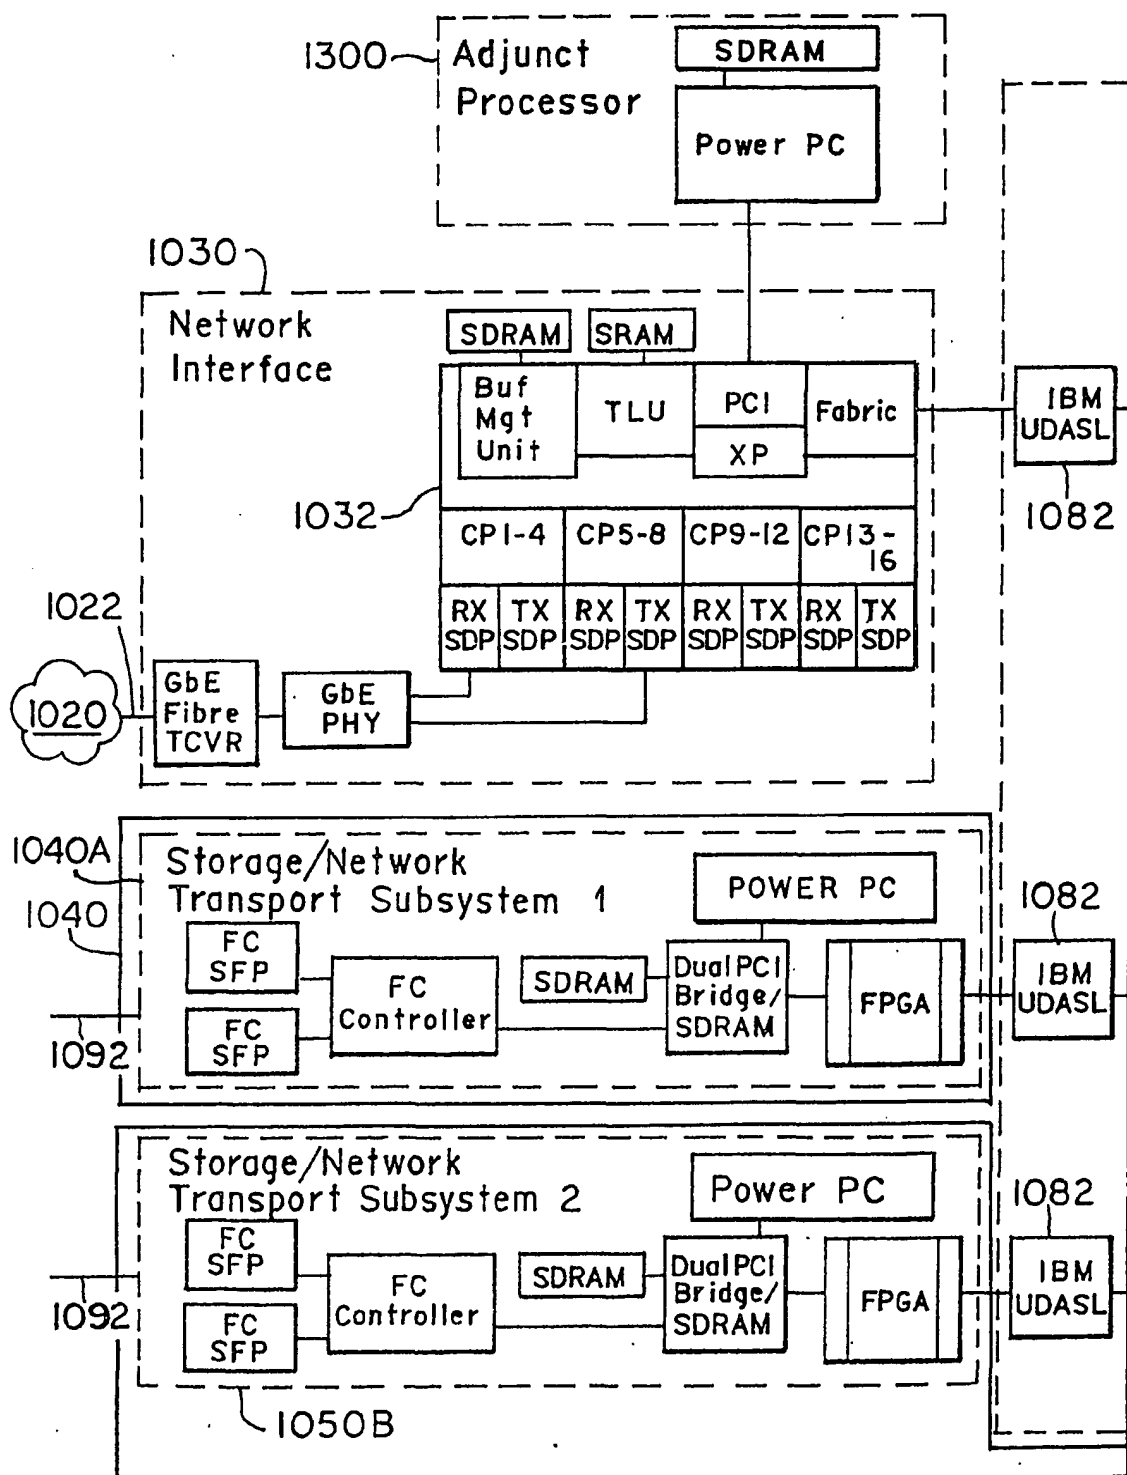 1300
Adjunct
Processor
SDRAM
Power PC
1030
Network
Interface
SDRAM
SRAM
Buf
Mgt
Unit
TLU
PCI
XP
Fabric
IBM
UDASL
1082
1032
CP1-4
CP5-8
CP9-12
CP13-
16
RX
SDP
TX
SDP
RX
SDP
TX
SDP
RX
SDP
TX
SDP
RX
SDP
TX
SDP
1022
1020
GbE
Fibre
TCVR
GbE
PHY
1040A
1040
Storage/Network
Transport Subsystem 1
POWER PC
FC
SFP
FC
SFP
FC
Controller
SDRAM
Dual PCI
Bridge/
SDRAM
FPGA
1082
IBM
UDASL
1092
Storage/Network
Transport Subsystem 2
Power PC
FC
SFP
FC
SFP
FC
Controller
SDRAM
Dual PCI
Bridge/
SDRAM
FPGA
1082
IBM
UDASL
1092
1050B